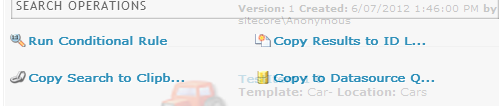 SEARCH OPERATIONS
Version: 1 Created: 6/07/2012 1:46:00 PM by
sitecore\Anonymous
Run Conditional Rule
Copy Results to ID L...
Copy Search to Clipb...
Copy to Datasource Q...
Template: Car- Location: Cars